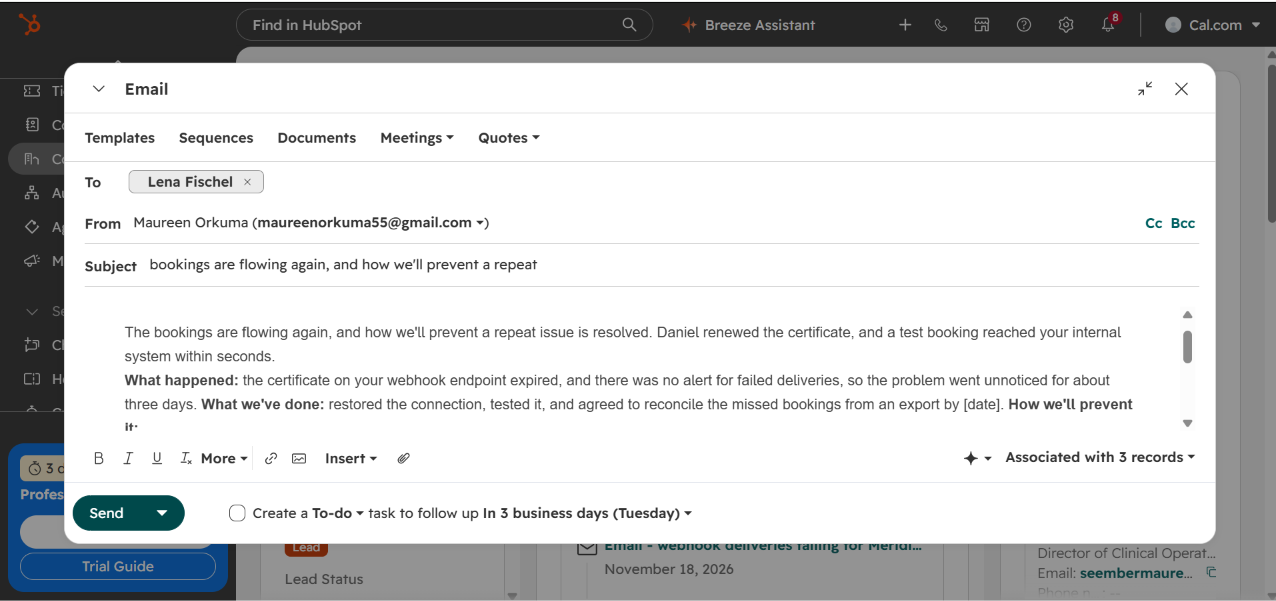 Find in HubSpot
Breeze Assistant
8
Cal.com
Email
Templates Sequences Documents Meetings Quotes
To Lena Fischel ×
From Maureen Orkuma (maureenorkuma55@gmail.com)
Cc Bcc
Subject bookings are flowing again, and how we'll prevent a repeat
The bookings are flowing again, and how we'll prevent a repeat issue is resolved. Daniel renewed the certificate, and a test booking reached your internal
system within seconds.
What happened: the certificate on your webhook endpoint expired, and there was no alert for failed deliveries, so the problem went unnoticed for about
three days. What we've done: restored the connection, tested it, and agreed to reconcile the missed bookings from an export by [date]. How we'll prevent
it:
B I U Tx More Insert
Associated with 3 records
Send
Create a To-do task to follow up In 3 business days (Tuesday)
Trial Guide
Lead
Lead Status
Email - webhook deliveries failing for Meridi...
November 18, 2026
Director of Clinical Operat...
Email: seembermaure...